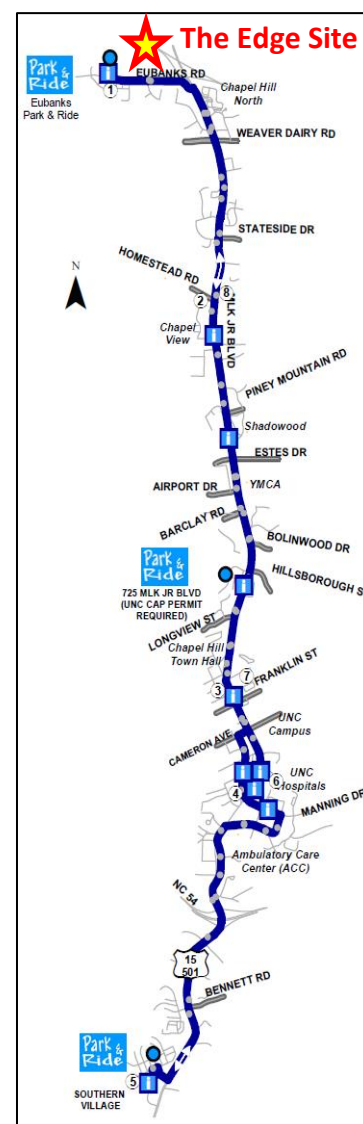 The Edge Site
Park &
Ride
i
EUBANKS RD
Eubanks
Park & Ride
1
Chapel Hill
North
WEAVER DAIRY RD
STATESIDE DR
HOMESTEAD RD
N
2
8
MLK JR BLVD
Chapel
View
i
PINEY MOUNTAIN RD
Shadowood
i
ESTES DR
AIRPORT DR
YMCA
BARCLAY RD
BOLINWOOD DR
Park &
Ride
HILLSBOROUGH S
i
725 MLK JR BLVD
(UNC CAP PERMIT
REQUIRED)
LONGVIEW ST
Chapel Hill
Town Hall
7
3
i
FRANKLIN ST
UNC
Campus
CAMERON AVE
i
i
6
UNC
Hospitals
4
i
i
MANNING DR
Ambulatory Care
Center (ACC)
NC 54
15
501
BENNETT RD
Park &
Ride
5
i
SOUTHERN
VILLAGE